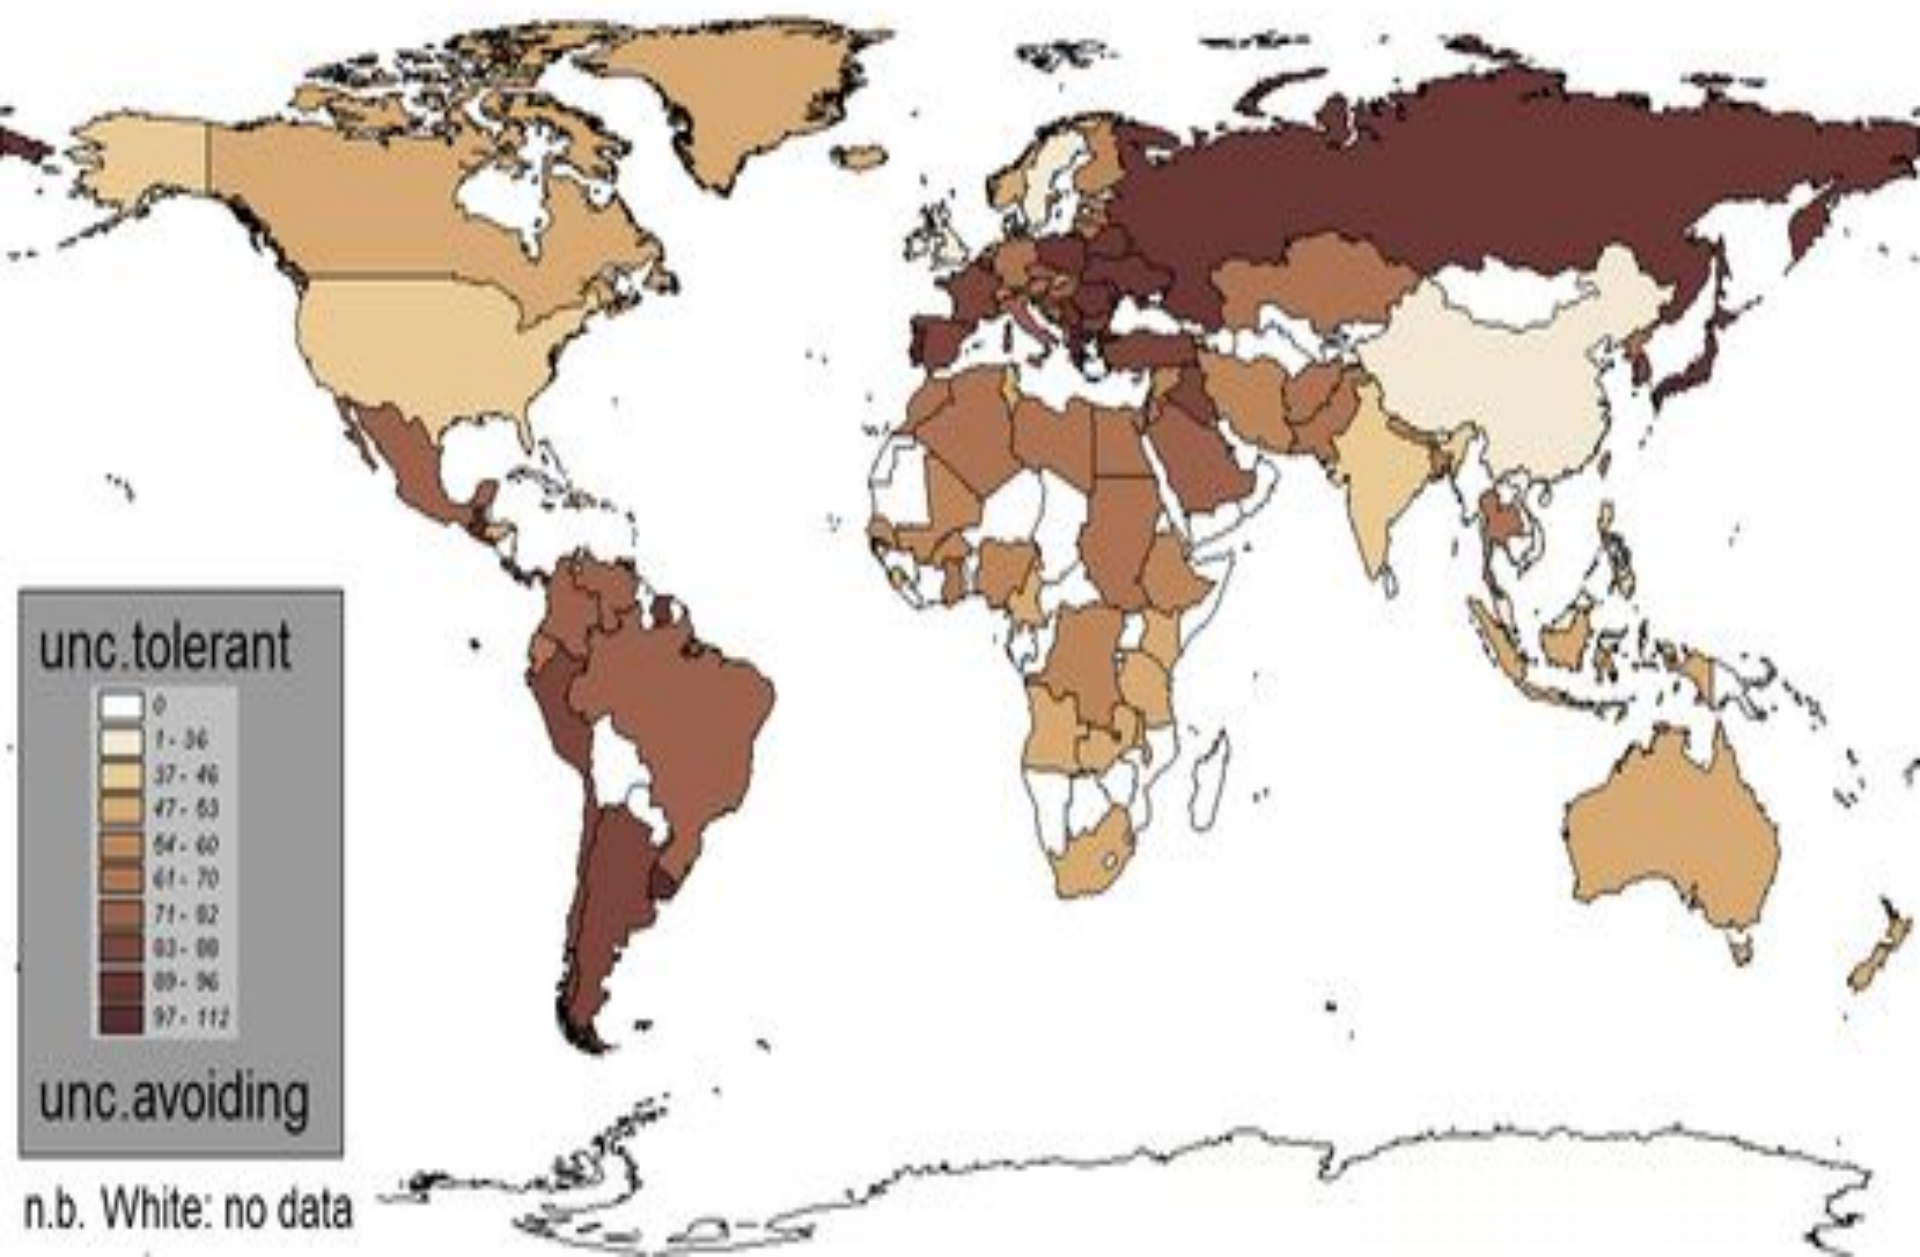 unc.tolerant
0
1 - 36
37 - 46
47 - 53
54 - 60
61 - 70
71 - 82
83 - 88
89 - 96
97 - 112
unc.avoiding
n.b. White: no data